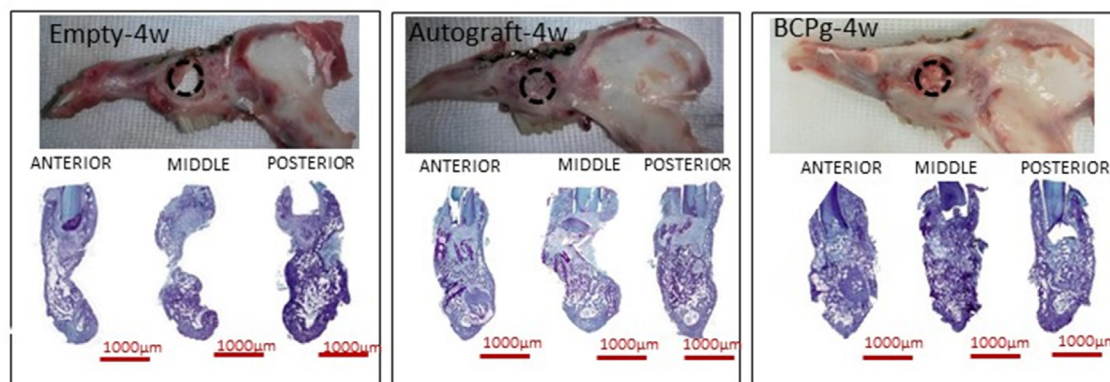 Empty-4w
ANTERIOR MIDDLE POSTERIOR
1000µm 1000µm 1000µm
Autograft-4w
ANTERIOR MIDDLE POSTERIOR
1000µm 1000µm 1000µm
BCPg-4w
ANTERIOR MIDDLE POSTERIOR
1000µm 1000µm 1000µm